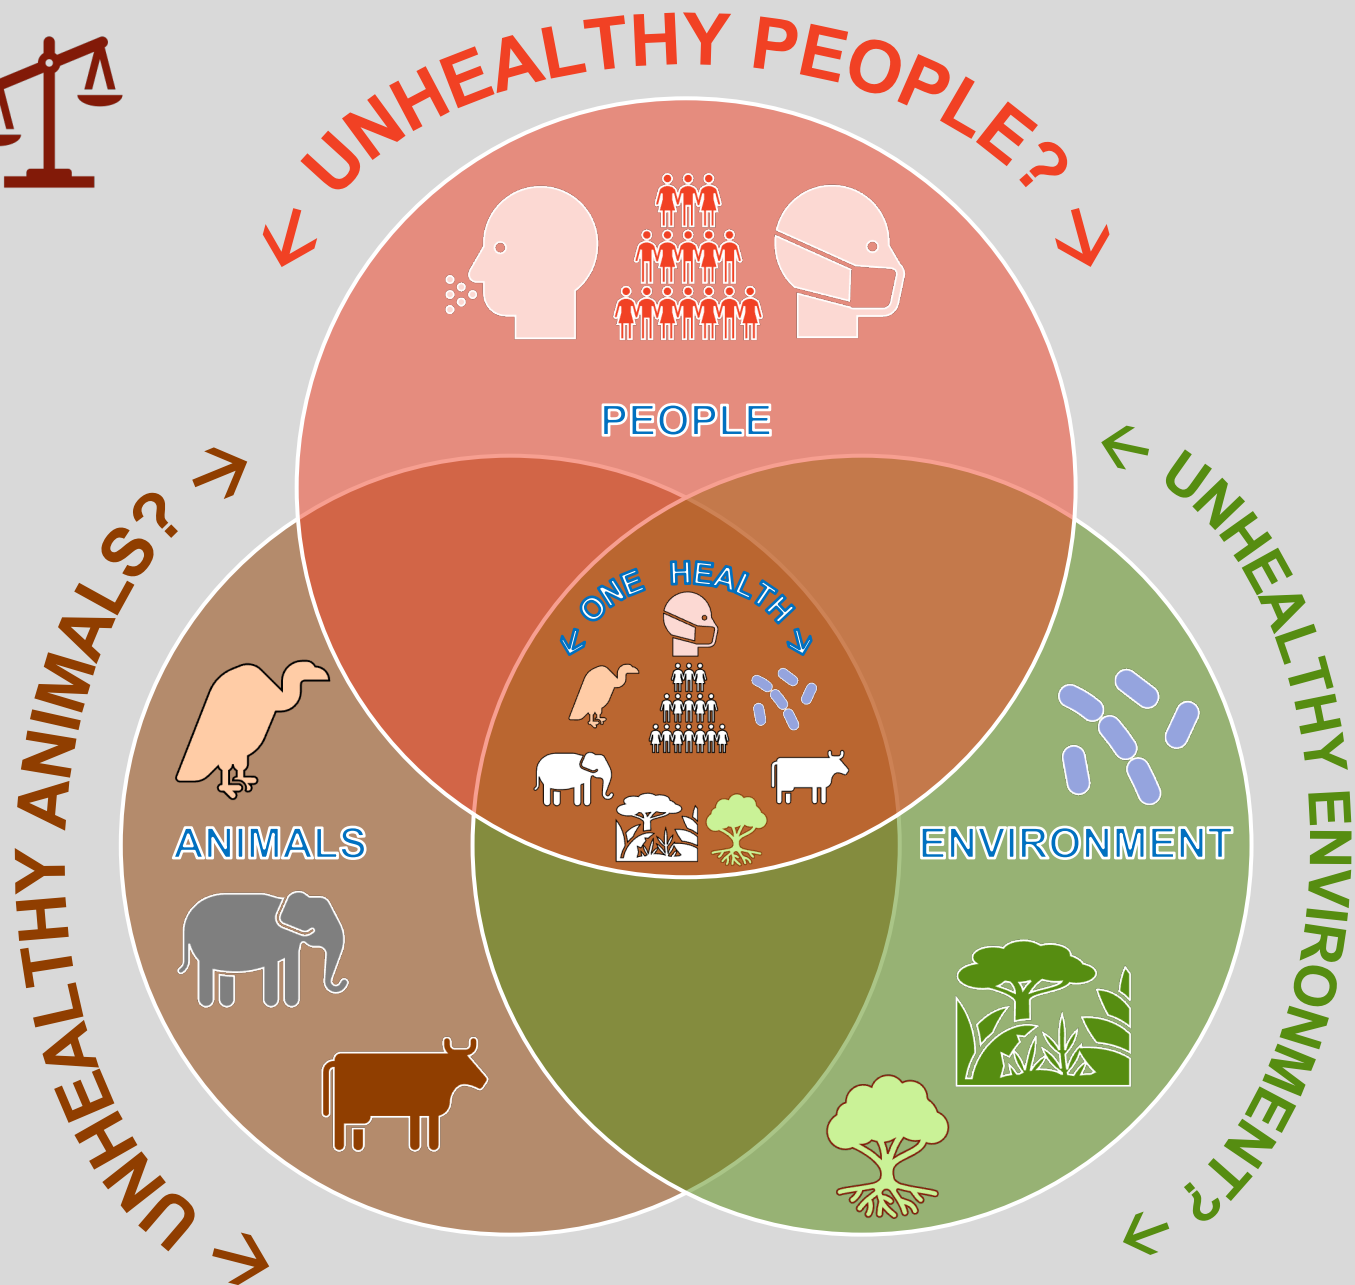 ← UNHEALTHY PEOPLE? →
PEOPLE
← UNHEALTHY ANIMALS? →
← UNHEALTHY ENVIRONMENT? →
← ONE HEALTH →
ANIMALS
ENVIRONMENT